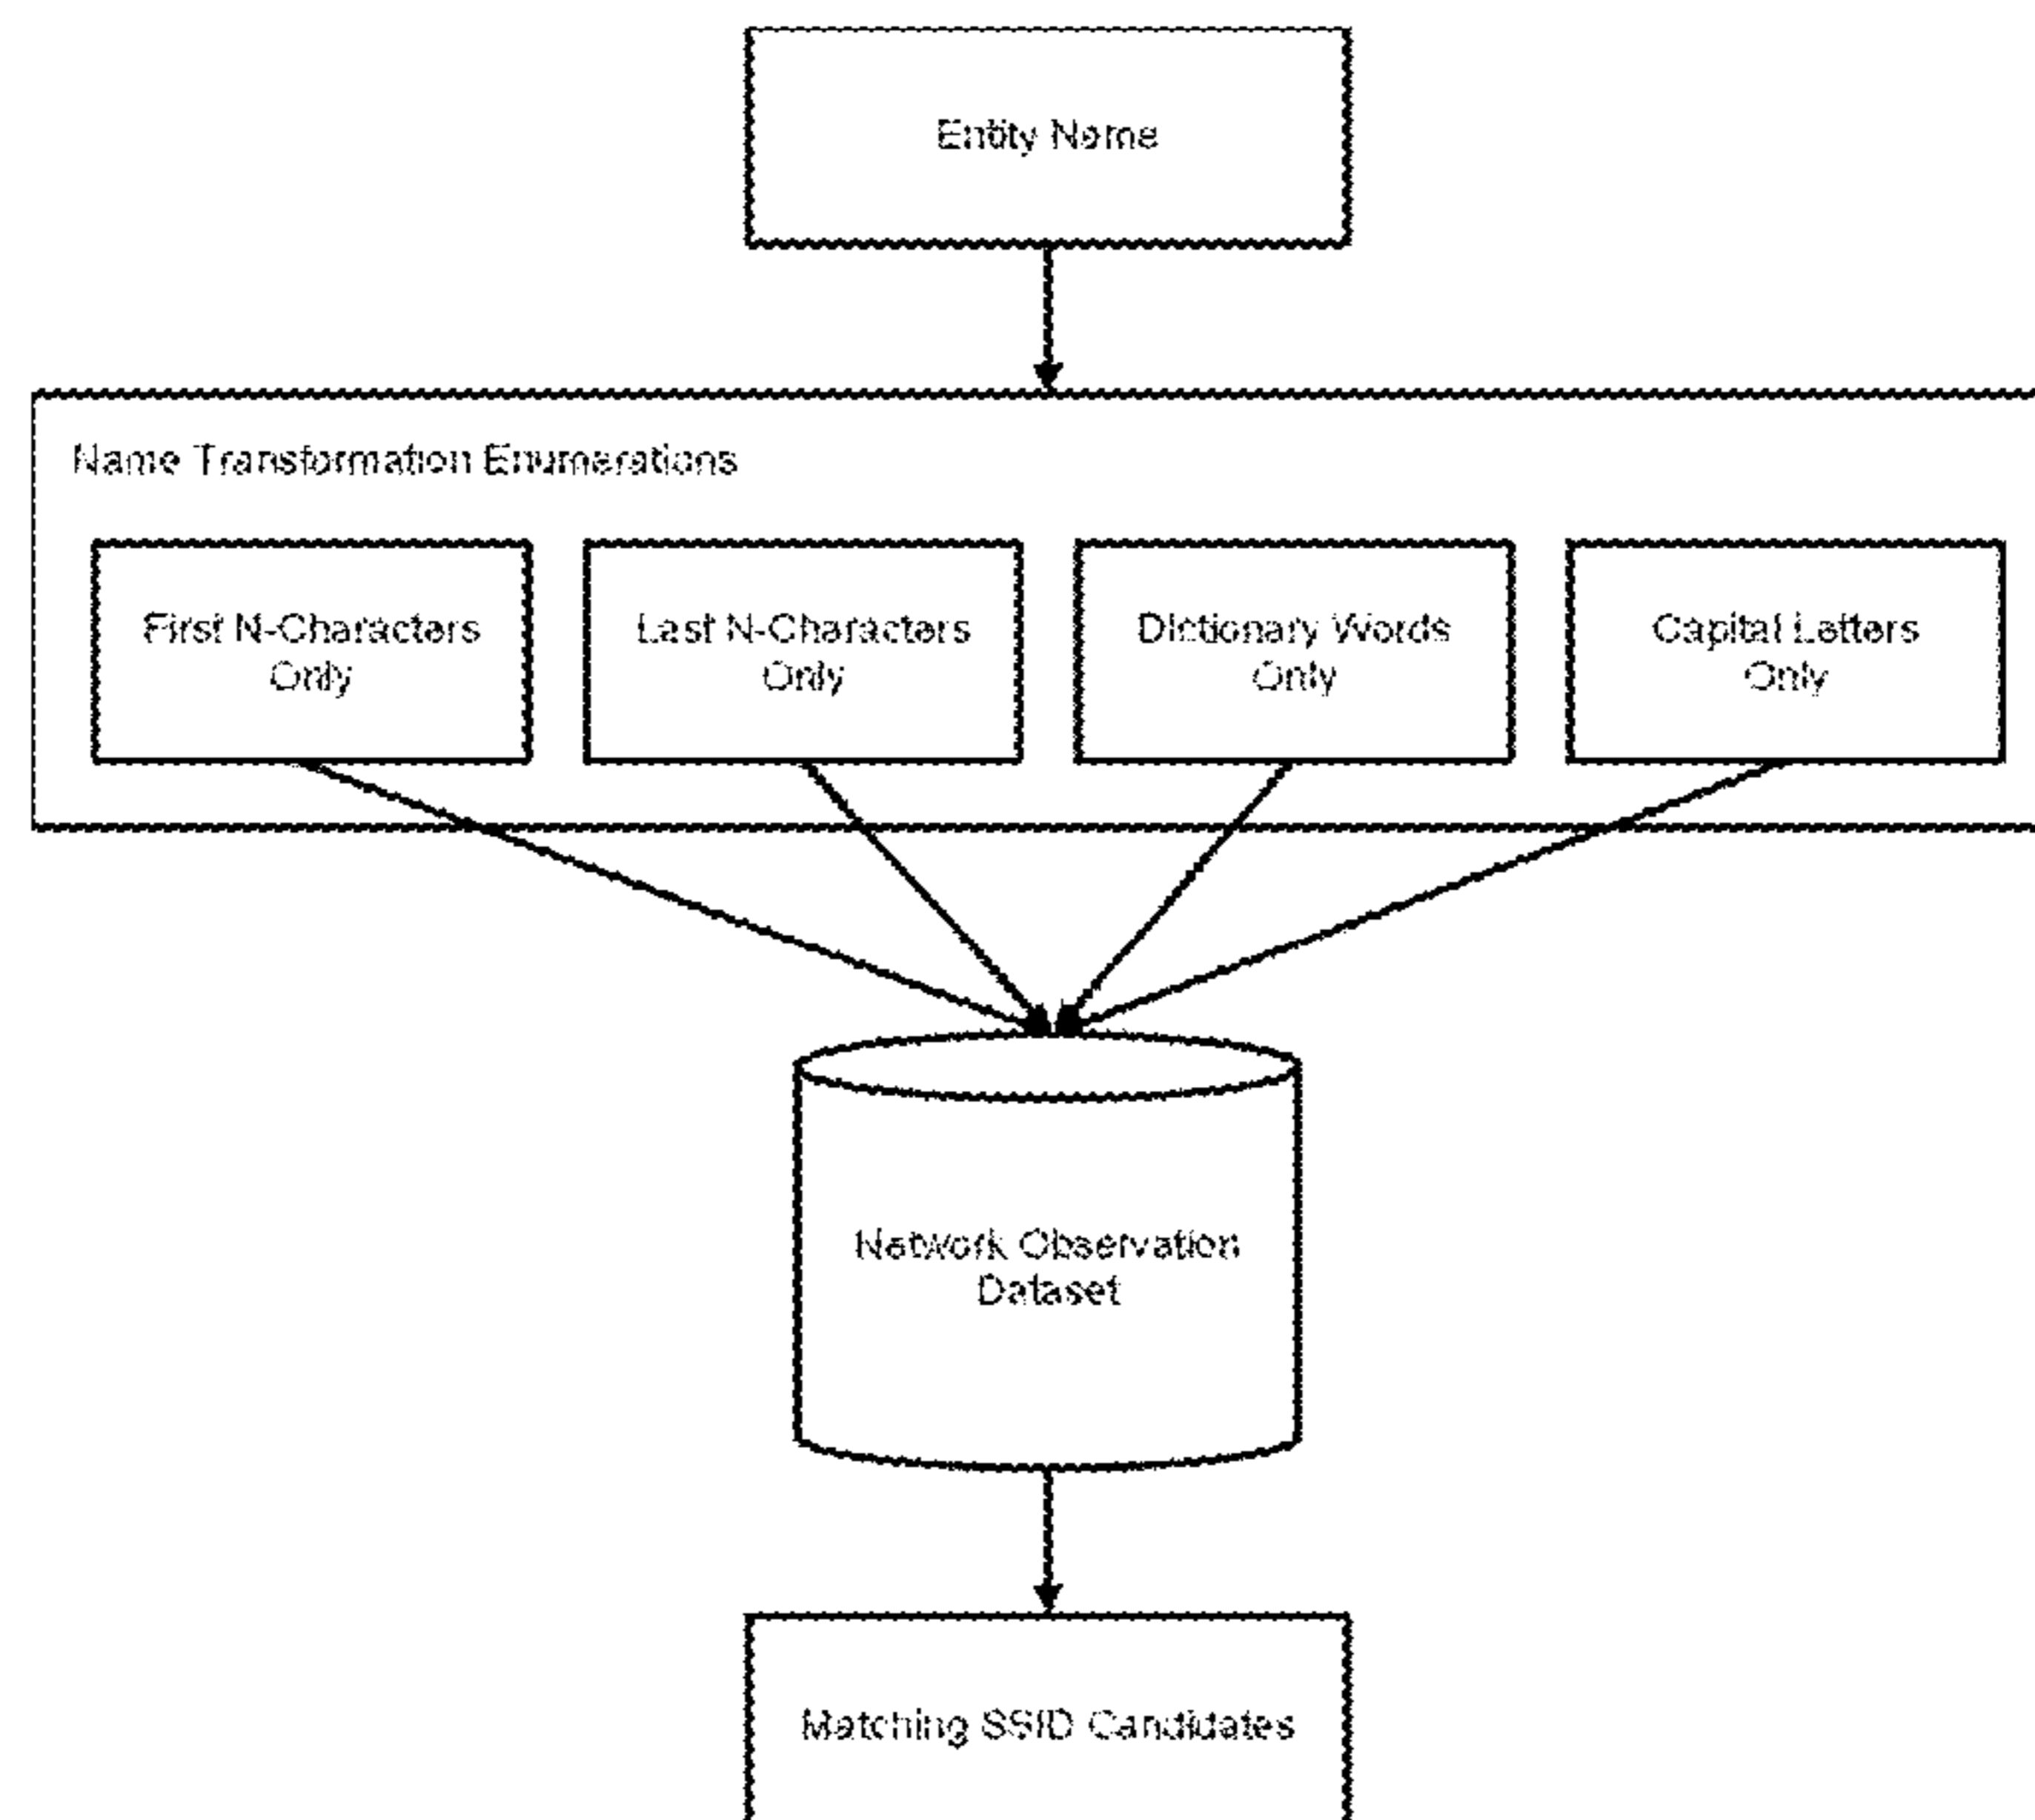 Entity Name
Name Transformation Enumerations
First N-Characters
Only
Last N-Characters
Only
Dictionary Words
Only
Capital Letters
Only
Network Observation
Dataset
Matching SSID Candidates